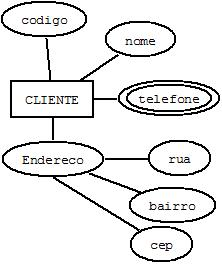 codigo
nome
CLIENTE
telefone
Endereco
rua
bairro
cep